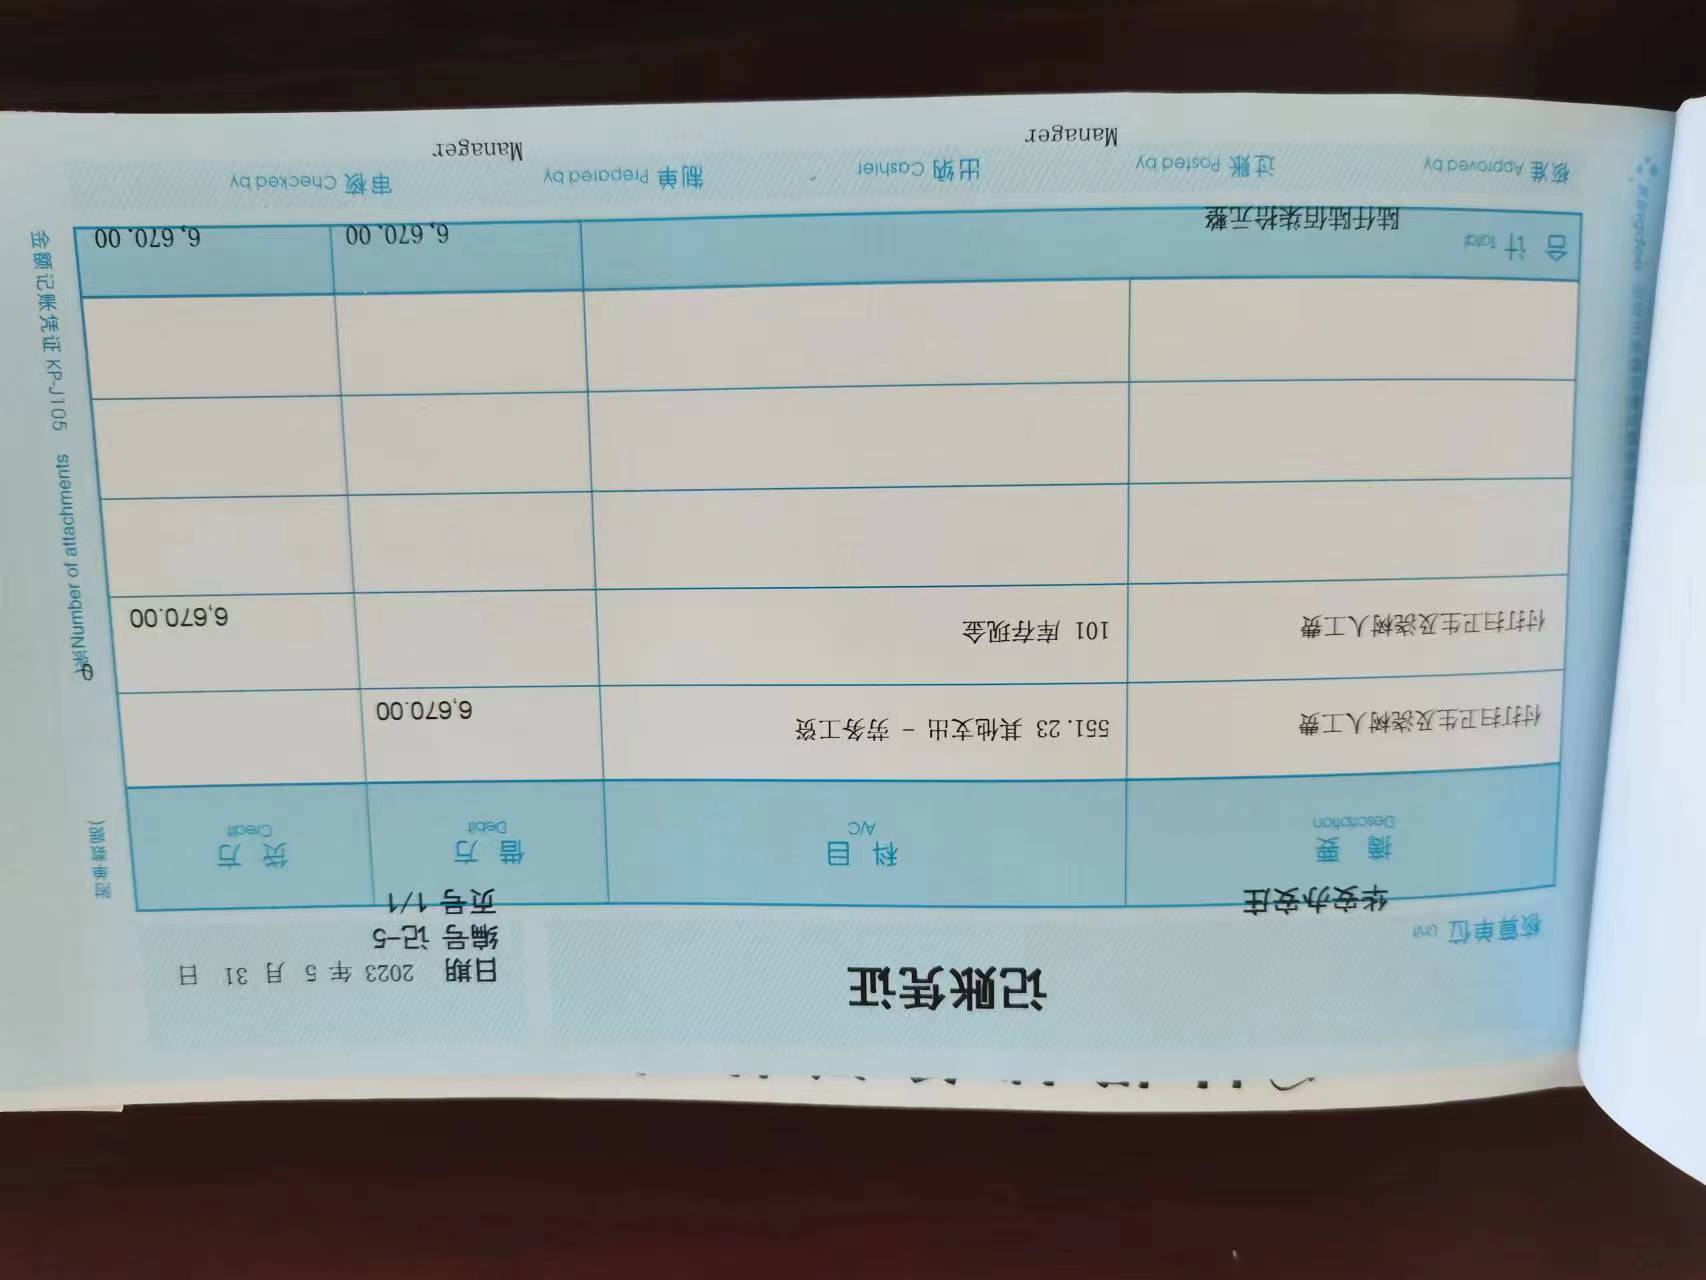 记账凭证
日期 2023 年 5 月 31 日
编号 记-5
页号 1/1
核算单位 Unit 华安办安庄
摘要 Description 科目 A/C 借方 Debit 贷方 Credit
付打扫卫生及浇树人工费 551.23 其他支出 - 劳务工资 6,670.00
付打扫卫生及浇树人工费 101 库存现金 6,670.00
合计 Total 陆仟陆佰柒拾元整 6,670.00 6,670.00
核准 Approved by 过账 Posted by 出纳 Cashier 制单 Prepared by 审核 Checked by
Manager Manager
Number of attachments 0
金额记账凭证 KP-J105
Kingdee